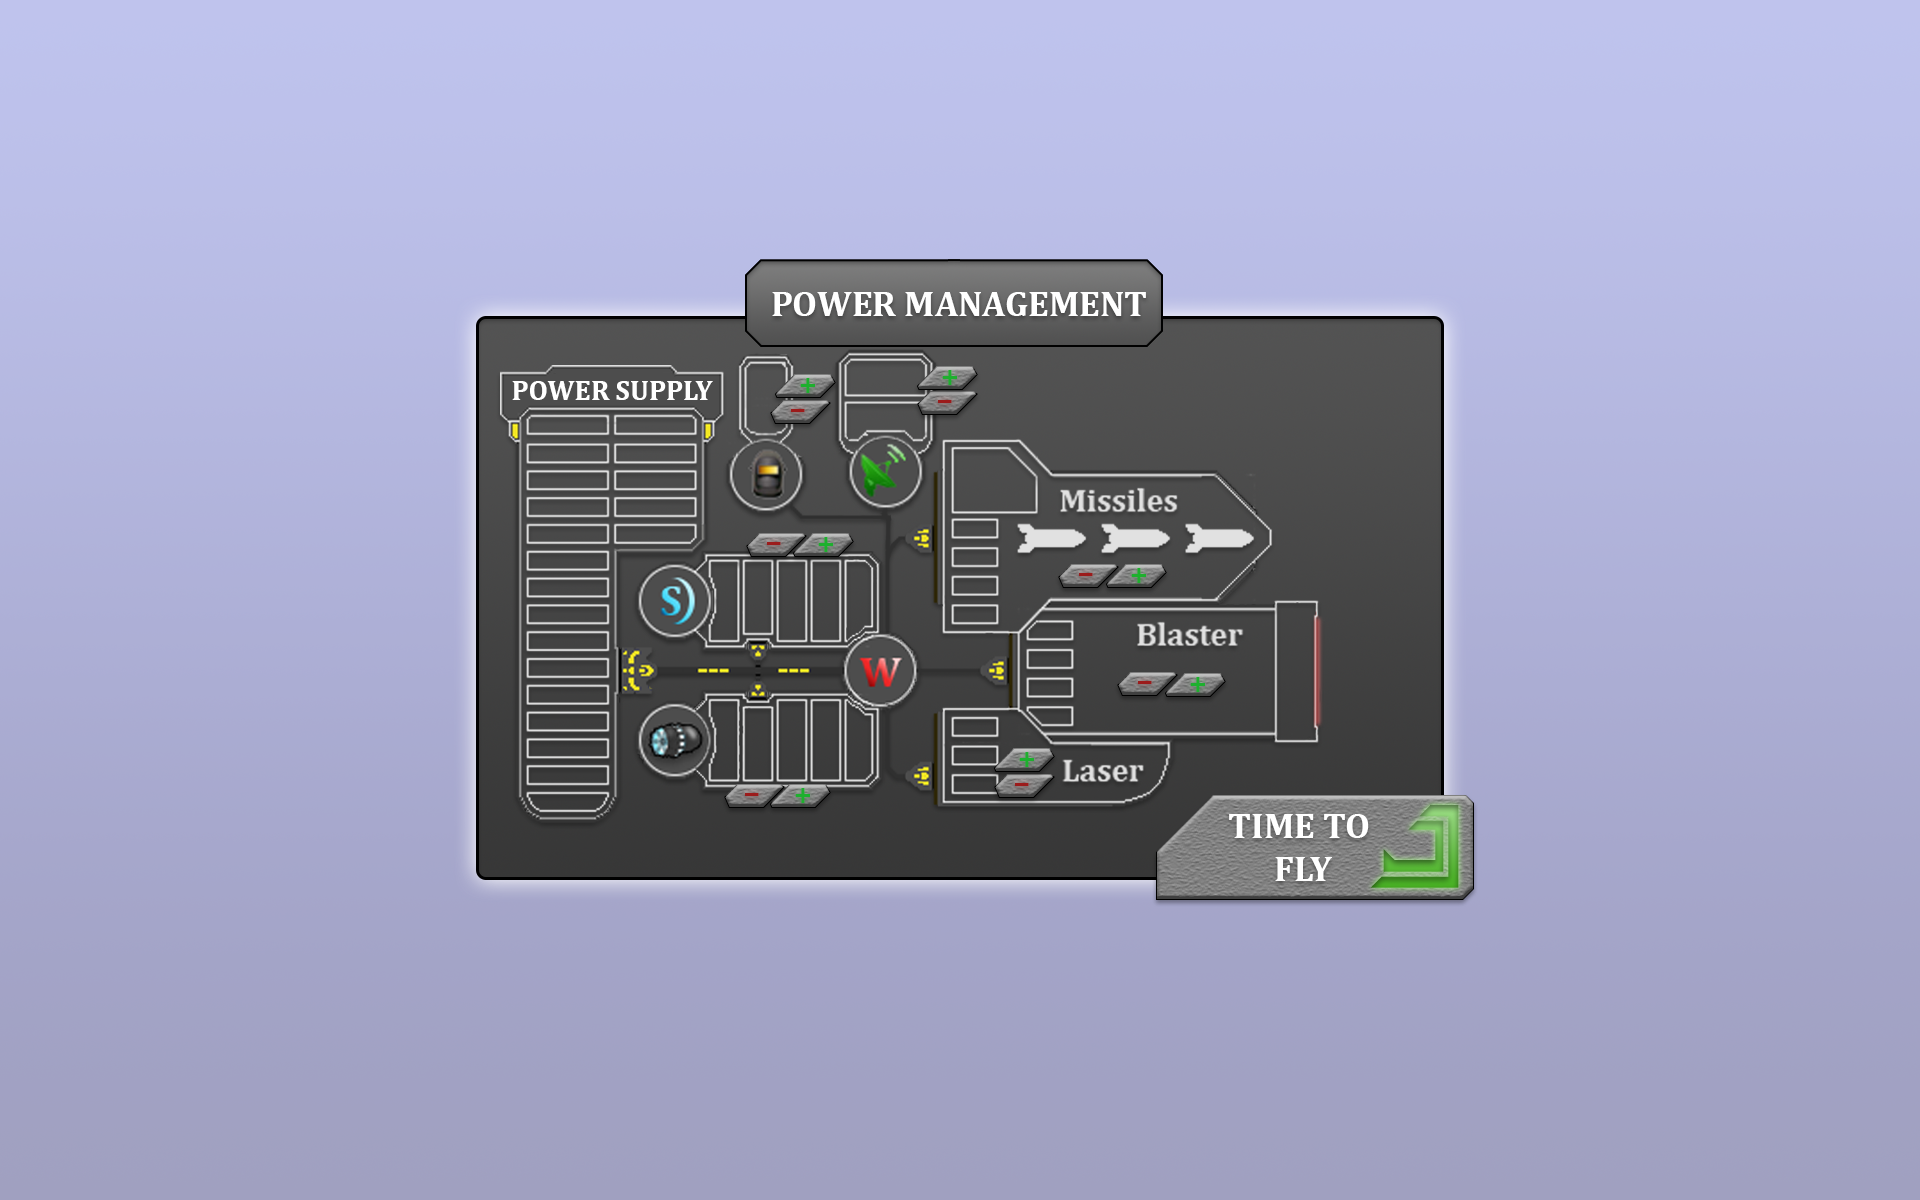 POWER MANAGEMENT
POWER SUPPLY
Missiles
S
Blaster
W
Laser
TIME TO
FLY